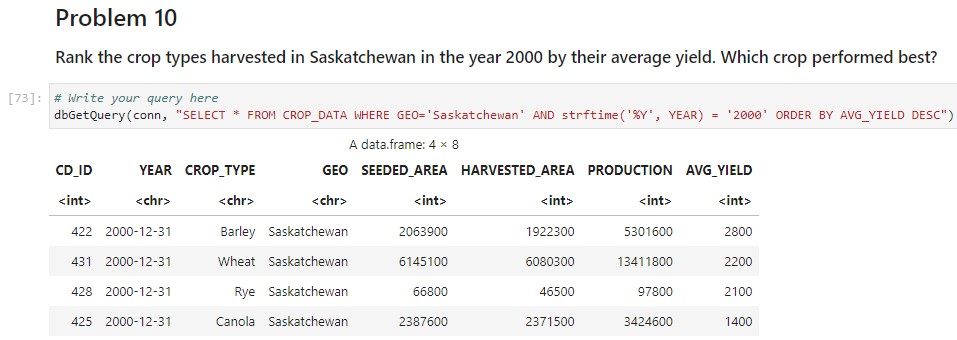 Problem 10
Rank the crop types harvested in Saskatchewan in the year 2000 by their average yield. Which crop performed best?
[73]: # Write your query here
dbGetQuery(conn, "SELECT * FROM CROP_DATA WHERE GEO='Saskatchewan' AND strftime('%Y', YEAR) = '2000' ORDER BY AVG_YIELD DESC")
A data.frame: 4 × 8
CD_ID YEAR CROP_TYPE GEO SEEDED_AREA HARVESTED_AREA PRODUCTION AVG_YIELD
<int> <chr> <chr> <chr> <int> <int> <int> <int>
422 2000-12-31 Barley Saskatchewan 2063900 1922300 5301600 2800
431 2000-12-31 Wheat Saskatchewan 6145100 6080300 13411800 2200
428 2000-12-31 Rye Saskatchewan 66800 46500 97800 2100
425 2000-12-31 Canola Saskatchewan 2387600 2371500 3424600 1400